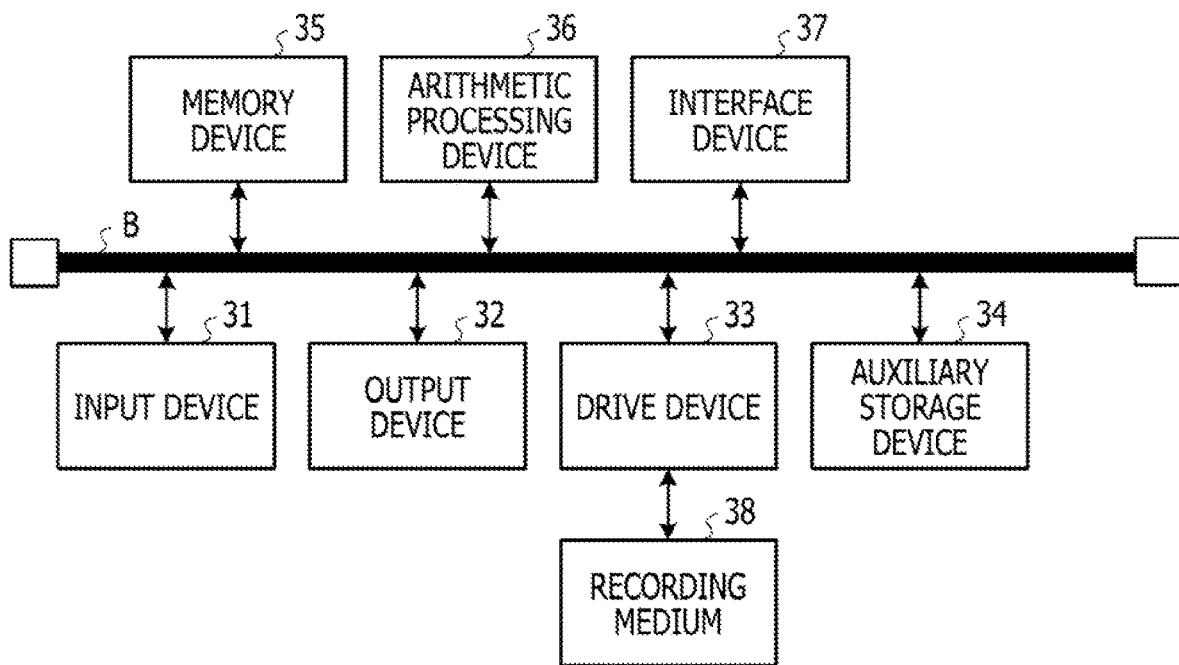 35
36
37
MEMORY
DEVICE
ARITHMETIC
PROCESSING
DEVICE
INTERFACE
DEVICE
B
31
32
33
34
INPUT DEVICE
OUTPUT
DEVICE
DRIVE DEVICE
AUXILIARY
STORAGE
DEVICE
38
RECORDING
MEDIUM